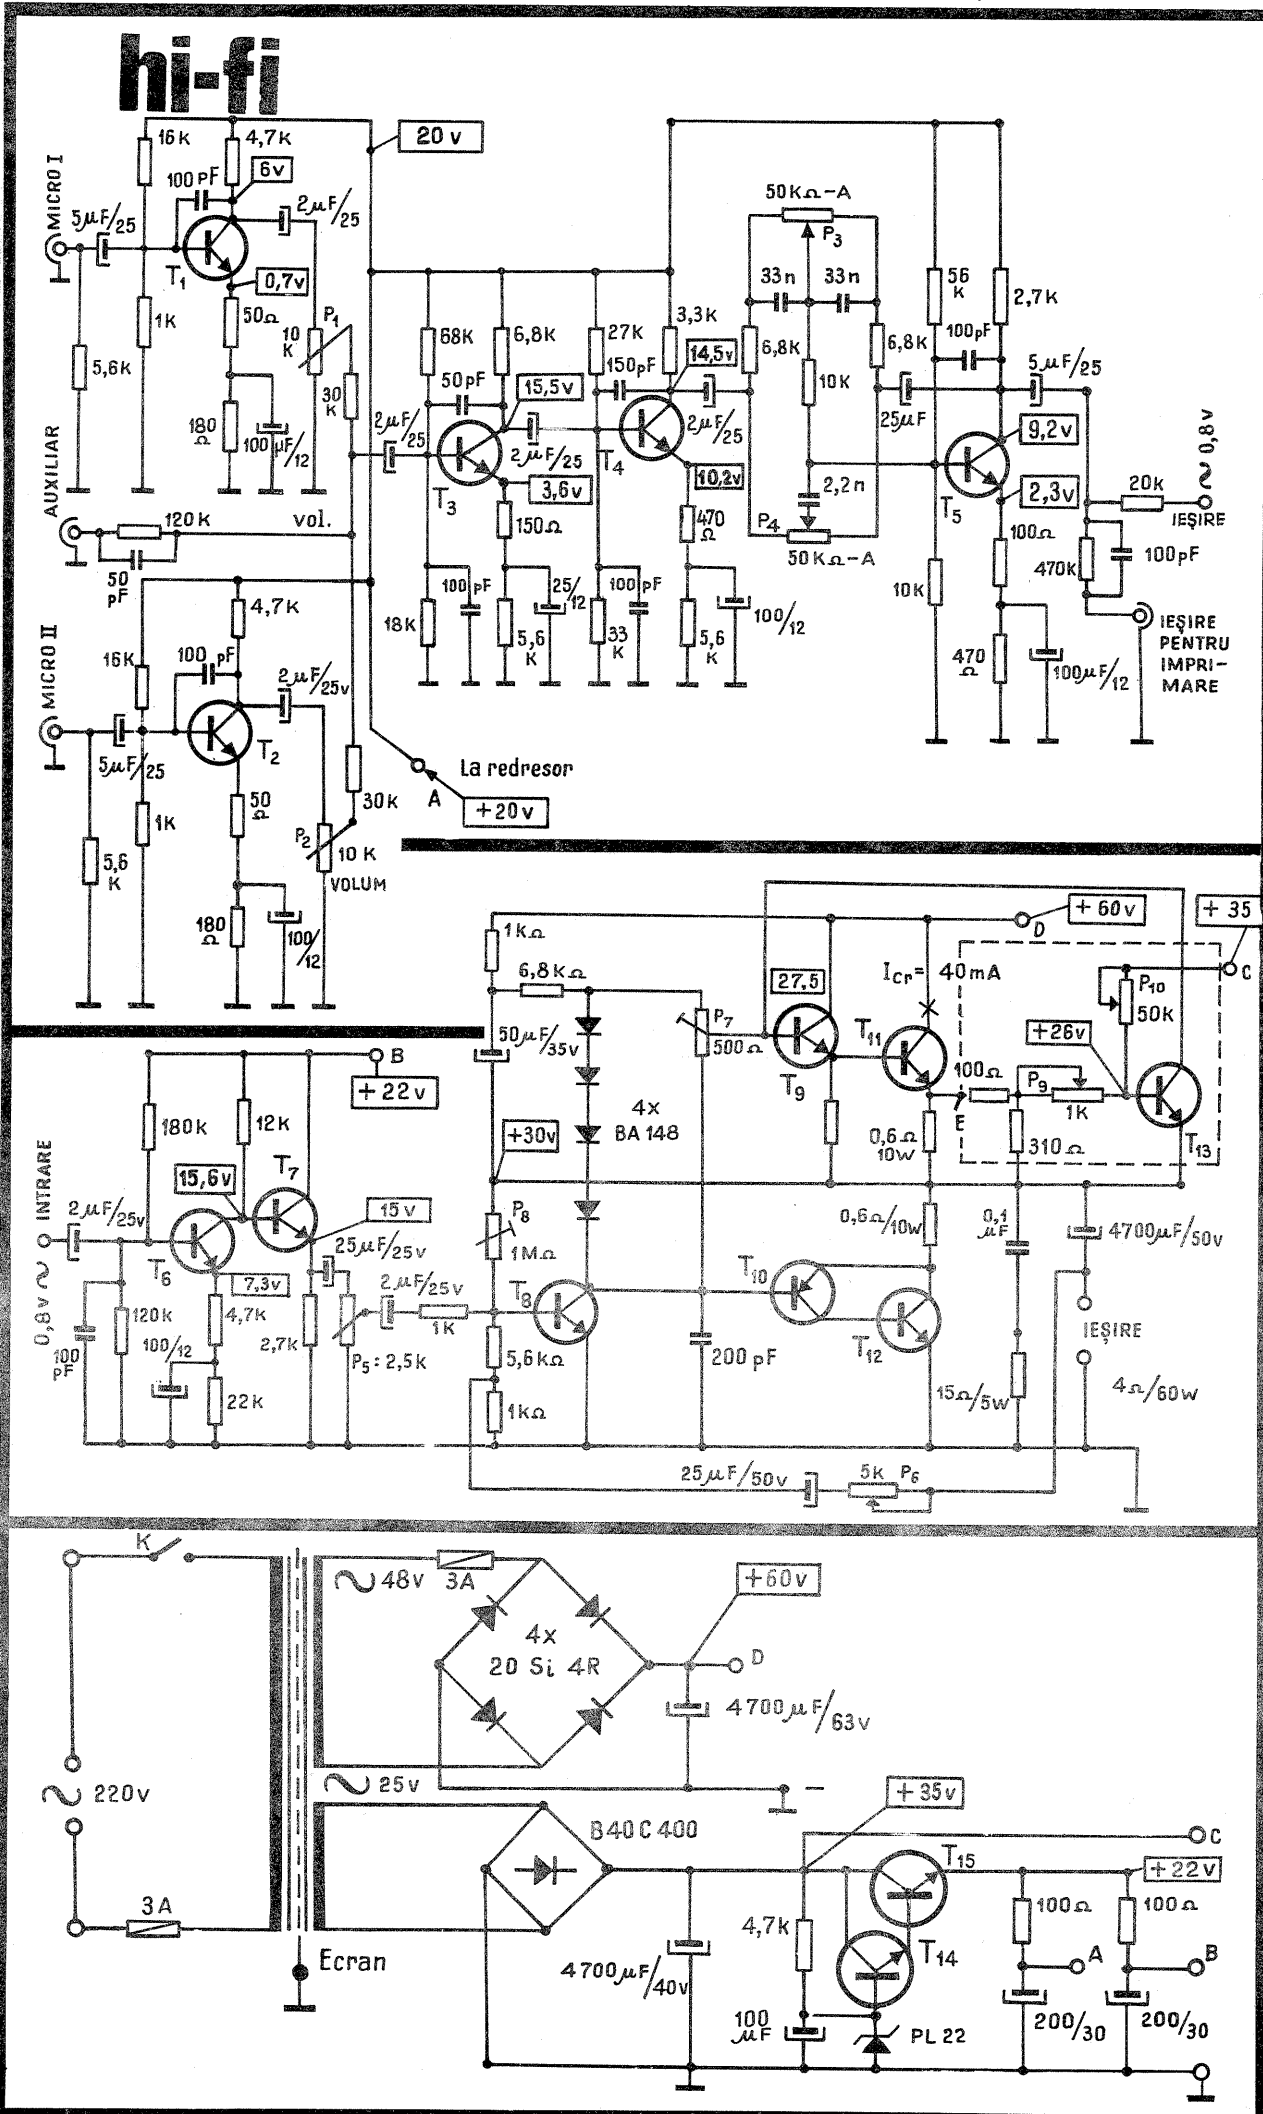 hi-fi
MICRO I
5µF/25
16K
4,7K
100 pF
6v
2µF/25
T1
0,7v
1K
5,6K
50Ω
180 Ω
100 µF/12
10 K
P1
30 K
20 v
AUXILIAR
120K
50 pF
vol.
MICRO II
5µF/25
16K
4,7K
100 pF
2µF/25v
T2
1K
5,6 K
50 Ω
180 Ω
100/12
P2
10 K
VOLUM
30K
La redresor
A
+20v
2µF/25
68K
6,8K
50 pF
15,5v
T3
2µF/25
3,6v
150Ω
18K
100 pF
5,6 K
25/12
27K
3,3K
150pF
14,5v
T4
2µF/25
10,2v
470 Ω
33 K
100 pF
5,6 K
100/12
50KΩ-A
P3
33n
33n
6,8K
10K
6,8K
25µF
2,2n
P4
50KΩ-A
56 K
2,7K
100pF
5µF/25
9,2v
T5
2,3v
100Ω
10K
470 Ω
100µF/12
20K
0,8v
IEŞIRE
470K
100pF
IEŞIRE PENTRU IMPRI-MARE
1KΩ
6,8KΩ
50µF/35v
+30v
4x BA 148
P7
500Ω
27,5
T9
T11
Icr= 40mA
D
+60v
+35
C
P10
50K
+26v
100Ω
P9
1K
E
310Ω
T13
0,6Ω 10W
0,6Ω/10W
0,1 µF
4700µF/50v
B
+22v
0,8v
INTRARE
2µF/25v
180K
12K
15,6v
T7
T6
7,3v
15v
25µF/25v
100 pF
120K
100/12
4,7K
22K
2,7K
P5: 2,5K
2µF/25v
1K
P8
1MΩ
T8
5,6KΩ
1KΩ
T10
T12
200 pF
15Ω/5W
IEŞIRE
4Ω/60W
25µF/50v
5K
P6
K
220v
3A
Ecran
48v
3A
4x
20 Si 4R
+60v
D
4700µF/63v
25v
B40C400
+35v
C
4700µF/40v
4,7K
100 µF
T15
T14
PL22
+22v
100Ω
100Ω
A
B
200/30
200/30